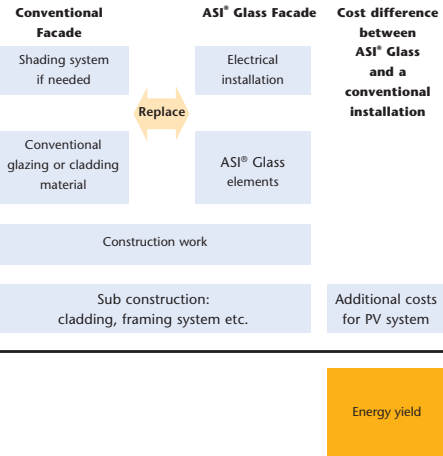 Conventional
Facade
ASI® Glass Facade
Cost difference
between
ASI® Glass
and a
conventional
installation
Shading system
if needed
Electrical
installation
Replace
Conventional
glazing or cladding
material
ASI® Glass
elements
Construction work
Sub construction:
cladding, framing system etc.
Additional costs
for PV system
Energy yield